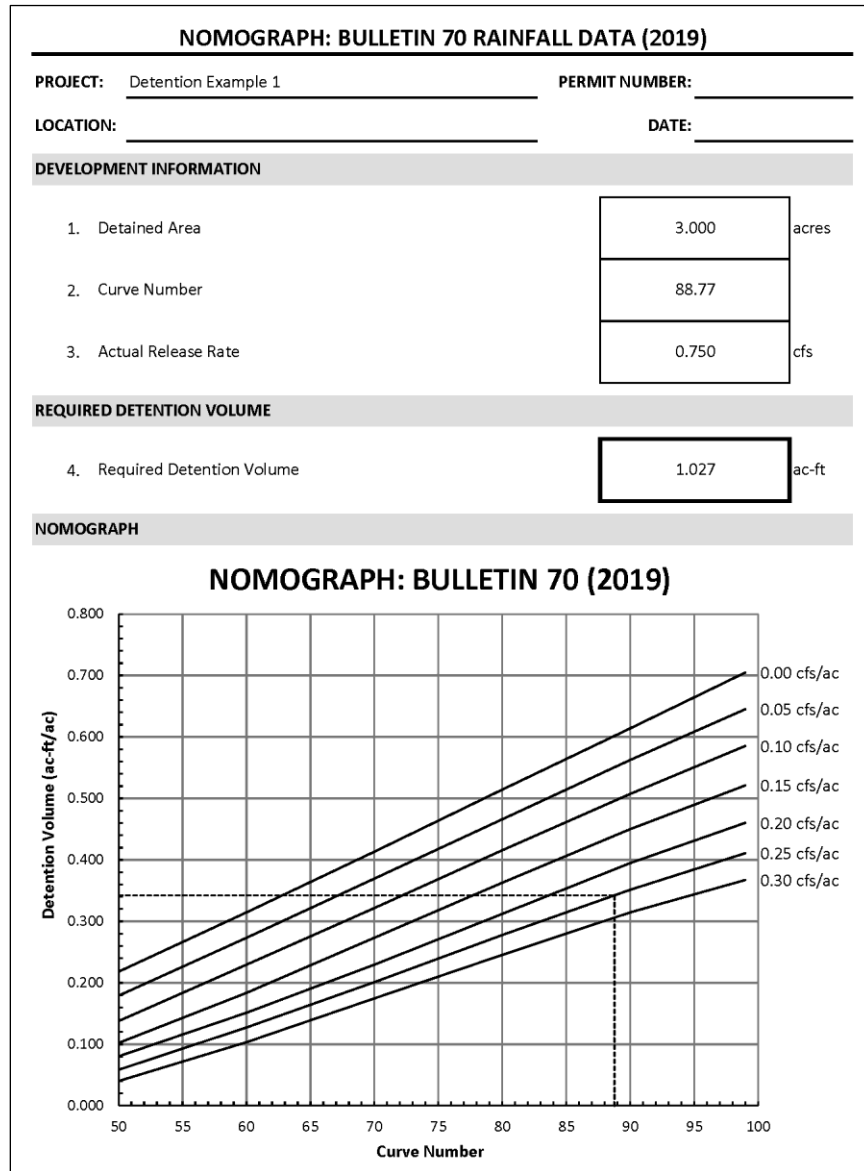 NOMOGRAPH: BULLETIN 70 RAINFALL DATA (2019)
PROJECT: Detention Example 1 PERMIT NUMBER:
LOCATION: DATE:
DEVELOPMENT INFORMATION
1. Detained Area 3.000 acres
2. Curve Number 88.77
3. Actual Release Rate 0.750 cfs
REQUIRED DETENTION VOLUME
4. Required Detention Volume 1.027 ac-ft
NOMOGRAPH
NOMOGRAPH: BULLETIN 70 (2019)
Detention Volume (ac-ft/ac)
0.800
0.700
0.600
0.500
0.400
0.300
0.200
0.100
0.000
0.00 cfs/ac
0.05 cfs/ac
0.10 cfs/ac
0.15 cfs/ac
0.20 cfs/ac
0.25 cfs/ac
0.30 cfs/ac
50 55 60 65 70 75 80 85 90 95 100
Curve Number